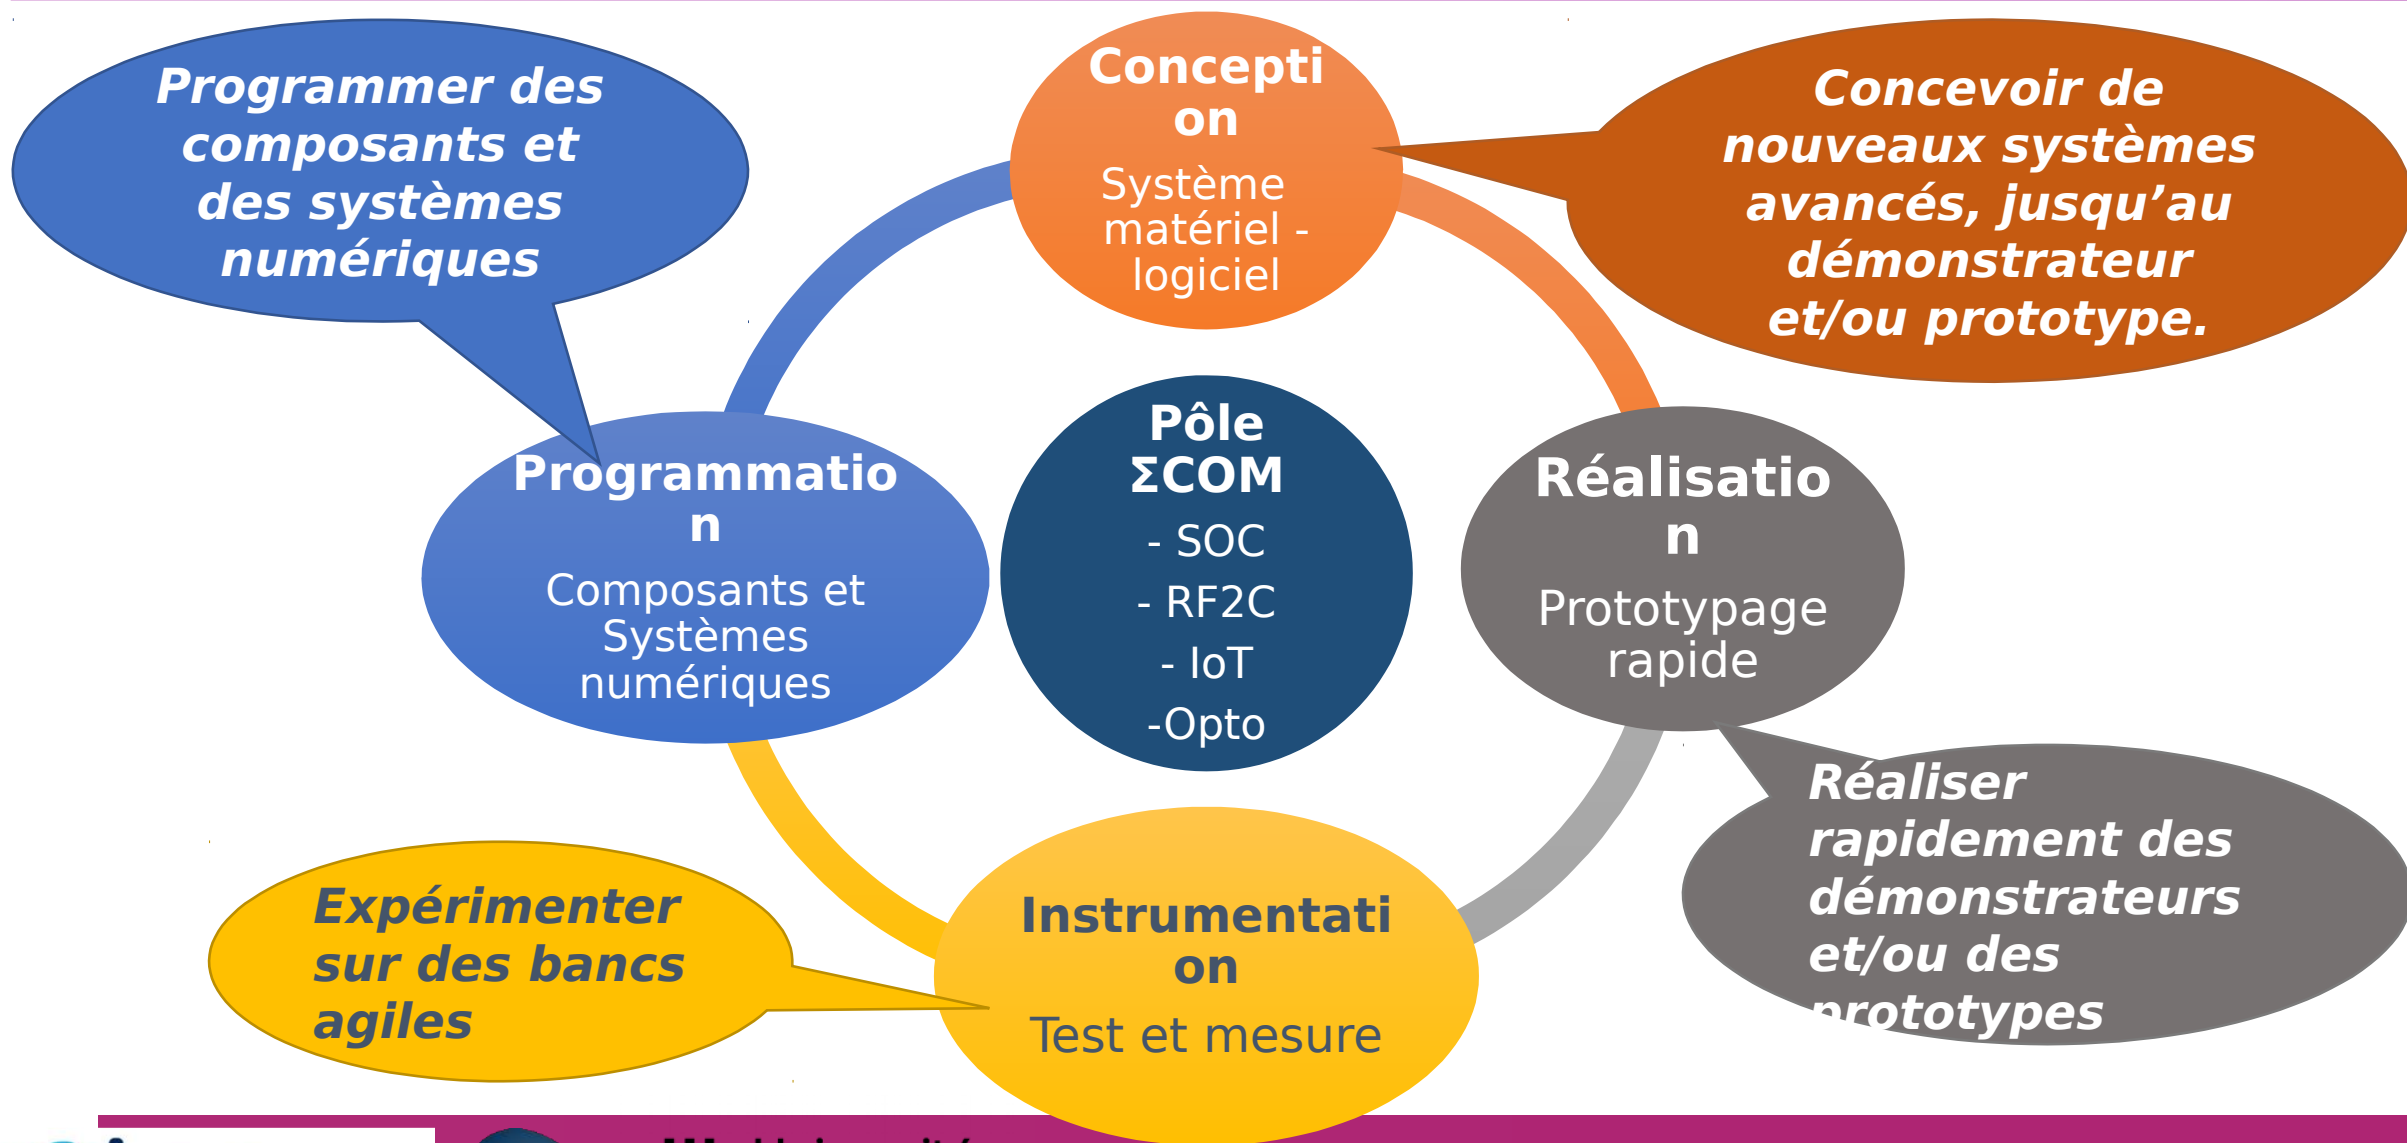 Programmer des
composants et
des systèmes
numériques
Concepti
on
Système
matériel -
logiciel
Concevoir de
nouveaux systèmes
avancés, jusqu’au
démonstrateur
et/ou prototype.
Programmatio
n
Composants et
Systèmes
numériques
Pôle
ΣCOM
- SOC
- RF2C
- IoT
-Opto
Réalisatio
n
Prototypage
rapide
Réaliser
rapidement des
démonstrateurs
et/ou des
prototypes
Expérimenter
sur des bancs
agiles
Instrumentati
on
Test et mesure